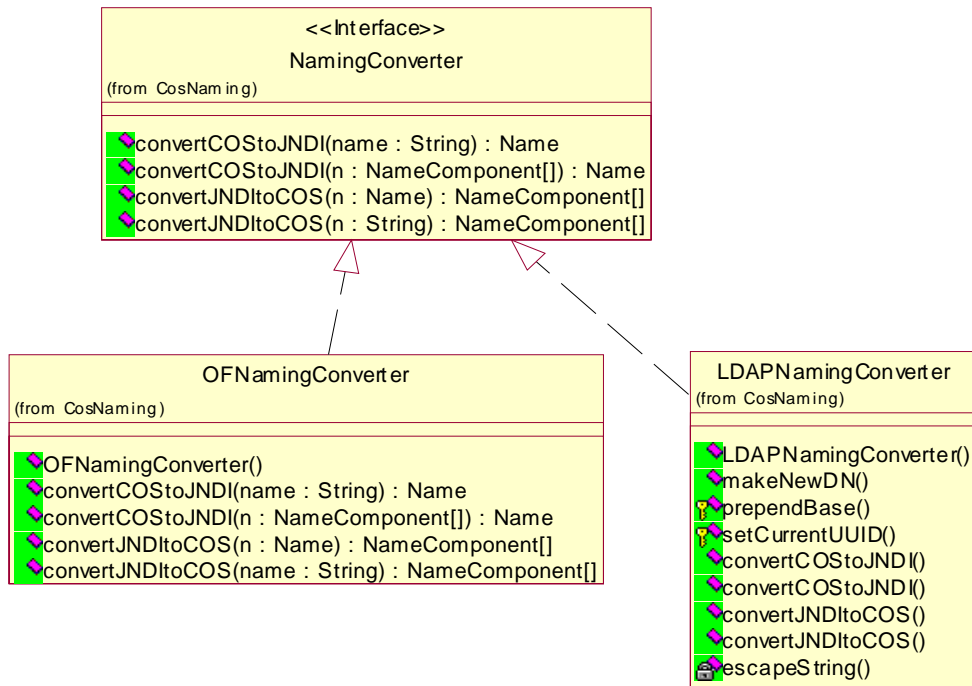 <<Interface>>
NamingConverter
(from CosNaming)
convertCOStoJNDI(name : String) : Name
convertCOStoJNDI(n : NameComponent[]) : Name
convertJNDItoCOS(n : Name) : NameComponent[]
convertJNDItoCOS(n : String) : NameComponent[]
OFNamingConverter
(from CosNaming)
OFNamingConverter()
convertCOStoJNDI(name : String) : Name
convertCOStoJNDI(n : NameComponent[]) : Name
convertJNDItoCOS(n : Name) : NameComponent[]
convertJNDItoCOS(name : String) : NameComponent[]
LDAPNamingConverter
(from CosNaming)
LDAPNamingConverter()
makeNewDN()
prependBase()
setCurrentUUID()
convertCOStoJNDI()
convertCOStoJNDI()
convertJNDItoCOS()
convertJNDItoCOS()
escapeString()